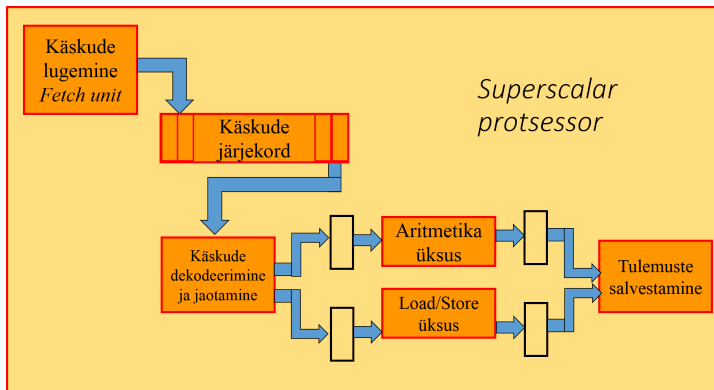 Käskude
lugemine
Fetch unit
Superscalar
protsessor
Käskude
järjekord
Käskude
dekodeerimine
ja jaotamine
Aritmetika
üksus
Load/Store
üksus
Tulemuste
salvestamine